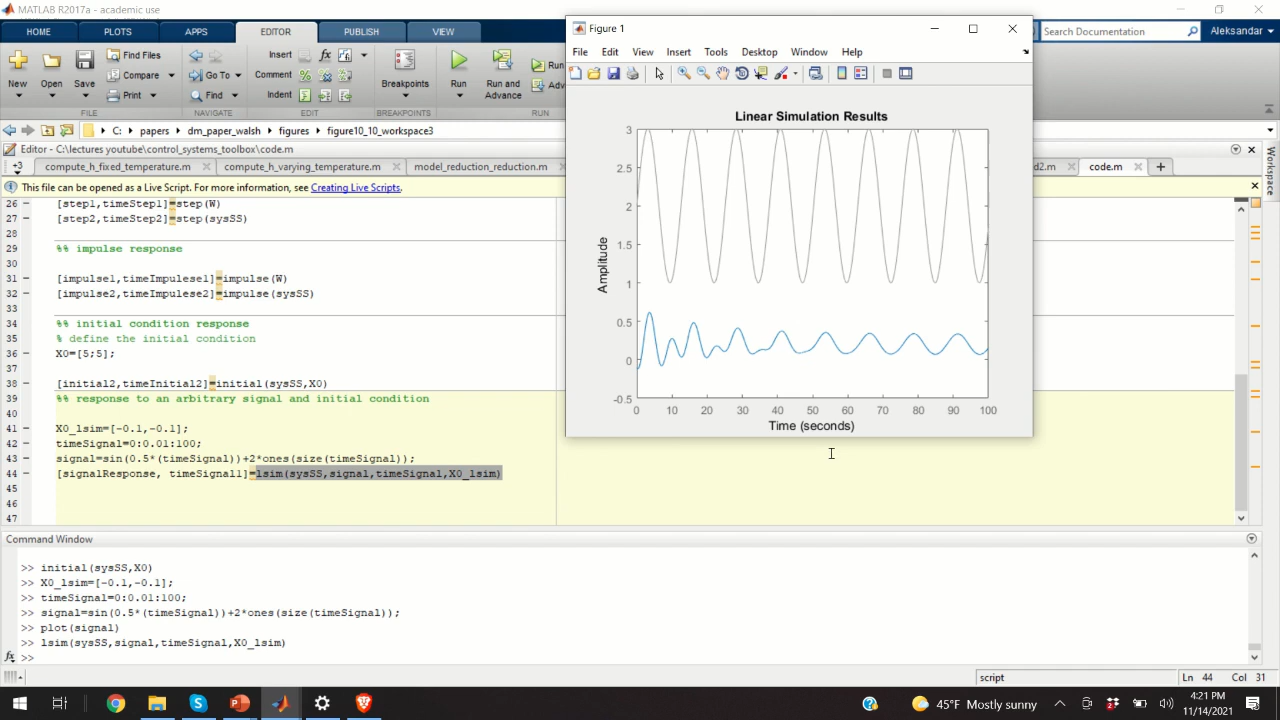 MATLAB R2017a - academic use
HOME PLOTS APPS EDITOR PUBLISH VIEW
Search Documentation Aleksandar
New Open Save
Find Files
Compare
Print
FILE
Go To
Find
NAVIGATE
Insert fx
Comment
Indent
EDIT
Breakpoints
BREAKPOINTS
Run
Run and Advance
Run
Adv
RUN
C: papers dm_paper_walsh figures figure10_10_workspace3
Editor - C:\lectures youtube\control_systems_toolbox\code.m
+3 compute_h_fixed_temperature.m compute_h_varying_temperature.m model_reduction_reduction.m d2.m code.m
This file can be opened as a Live Script. For more information, see Creating Live Scripts.
Workspace
26 - [step1,timeStep1]=step(W)
27 - [step2,timeStep2]=step(sysSS)
28
29 %% impulse response
30
31 - [impulse1,timeImpulese1]=impulse(W)
32 - [impulse2,timeImpulese2]=impulse(sysSS)
33
34 %% initial condition response
35 % define the initial condition
36 - X0=[5;5];
37
38 - [initial2,timeInitial2]=initial(sysSS,X0)
39 %% response to an arbitrary signal and initial condition
40
41 - X0_lsim=[-0.1,-0.1];
42 - timeSignal=0:0.01:100;
43 - signal=sin(0.5*(timeSignal))+2*ones(size(timeSignal));
44 - [signalResponse, timeSignal1]=lsim(sysSS,signal,timeSignal,X0_lsim)
45
46
47
Figure 1
File Edit View Insert Tools Desktop Window Help
Linear Simulation Results
Amplitude
3
2.5
2
1.5
1
0.5
0
-0.5
0 10 20 30 40 50 60 70 80 90 100
Time (seconds)
Command Window
>> initial(sysSS,X0)
>> X0_lsim=[-0.1,-0.1];
>> timeSignal=0:0.01:100;
>> signal=sin(0.5*(timeSignal))+2*ones(size(timeSignal));
>> plot(signal)
>> lsim(sysSS,signal,timeSignal,X0_lsim)
fx >>
script Ln 44 Col 31
45°F Mostly sunny
4:21 PM
11/14/2021